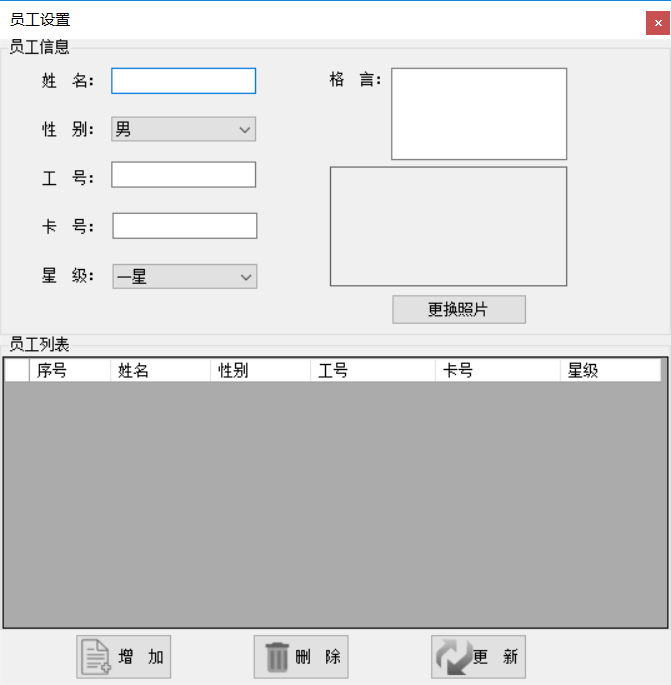 员工设置
员工信息
姓 名：
格 言：
性 别：
男
工 号：
卡 号：
星 级：
一星
更换照片
员工列表
序号 姓名 性别 工号 卡号 星级
增 加
删 除
更 新